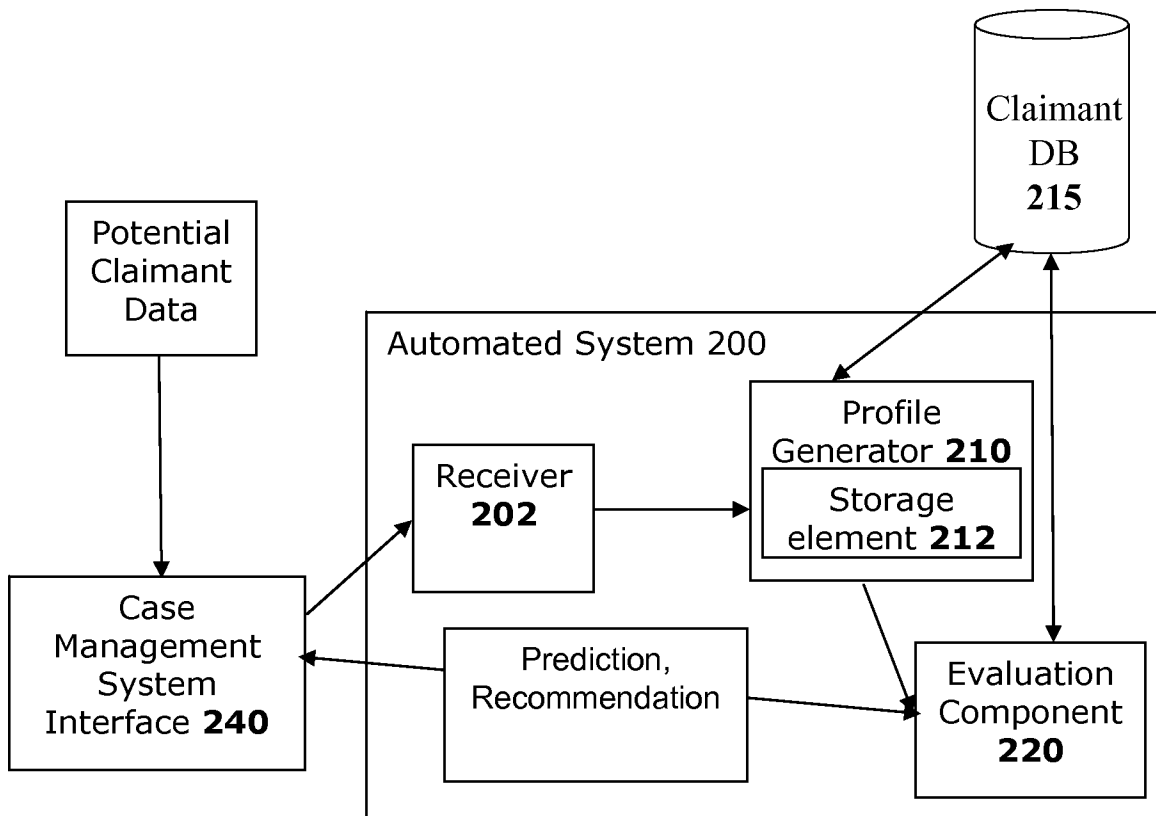 Claimant
DB
215
Potential
Claimant
Data
Automated System 200
Profile
Generator 210
Storage
element 212
Receiver
202
Case
Management
System
Interface 240
Prediction,
Recommendation
Evaluation
Component
220